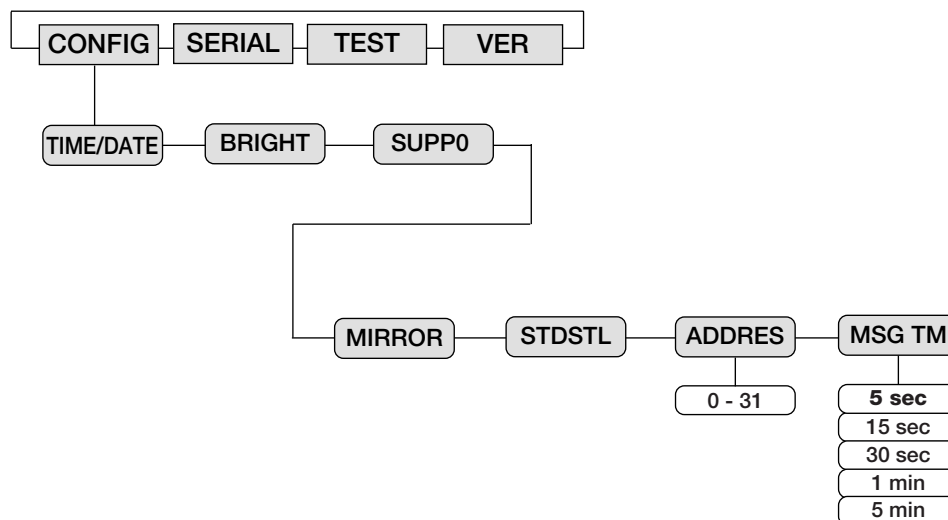 CONFIG SERIAL TEST VER
TIME/DATE BRIGHT SUPP0
MIRROR STDSTL ADDRES MSG TM
0 - 31
5 sec
15 sec
30 sec
1 min
5 min